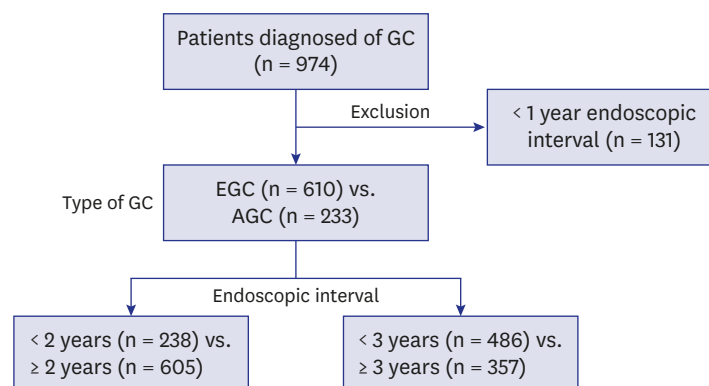 Patients diagnosed of GC
(n = 974)
Exclusion
< 1 year endoscopic
interval (n = 131)
Type of GC
EGC (n = 610) vs.
AGC (n = 233)
Endoscopic interval
< 2 years (n = 238) vs.
≥ 2 years (n = 605)
< 3 years (n = 486) vs.
≥ 3 years (n = 357)